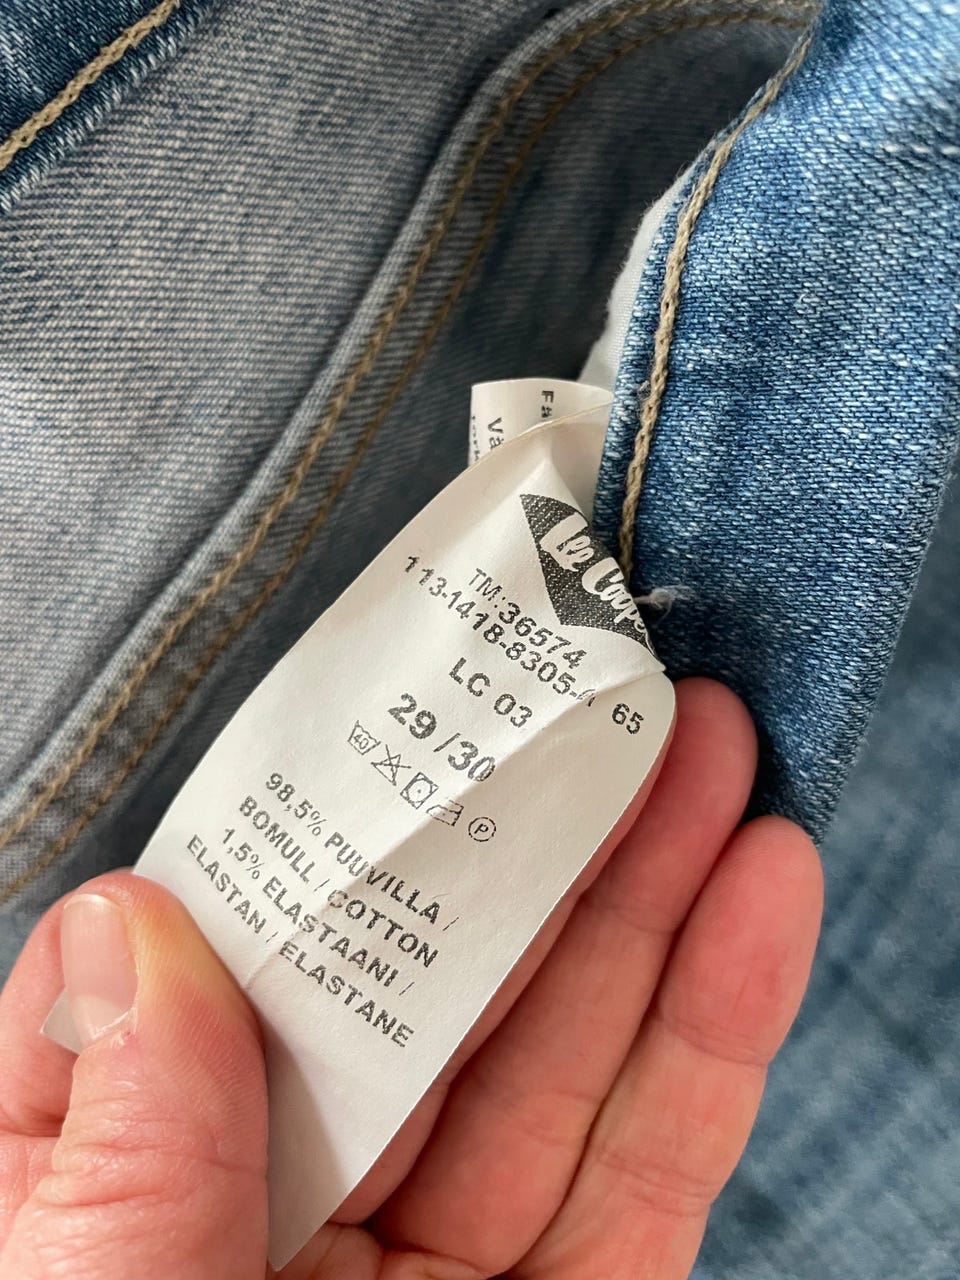 Lee Cooper
TM:36574
113-1418-8305-A 65
LC 03
29/30
40 P
98,5% PUUVILLA /
BOMULL / COTTON
1,5% ELASTAANI /
ELASTAN / ELASTANE